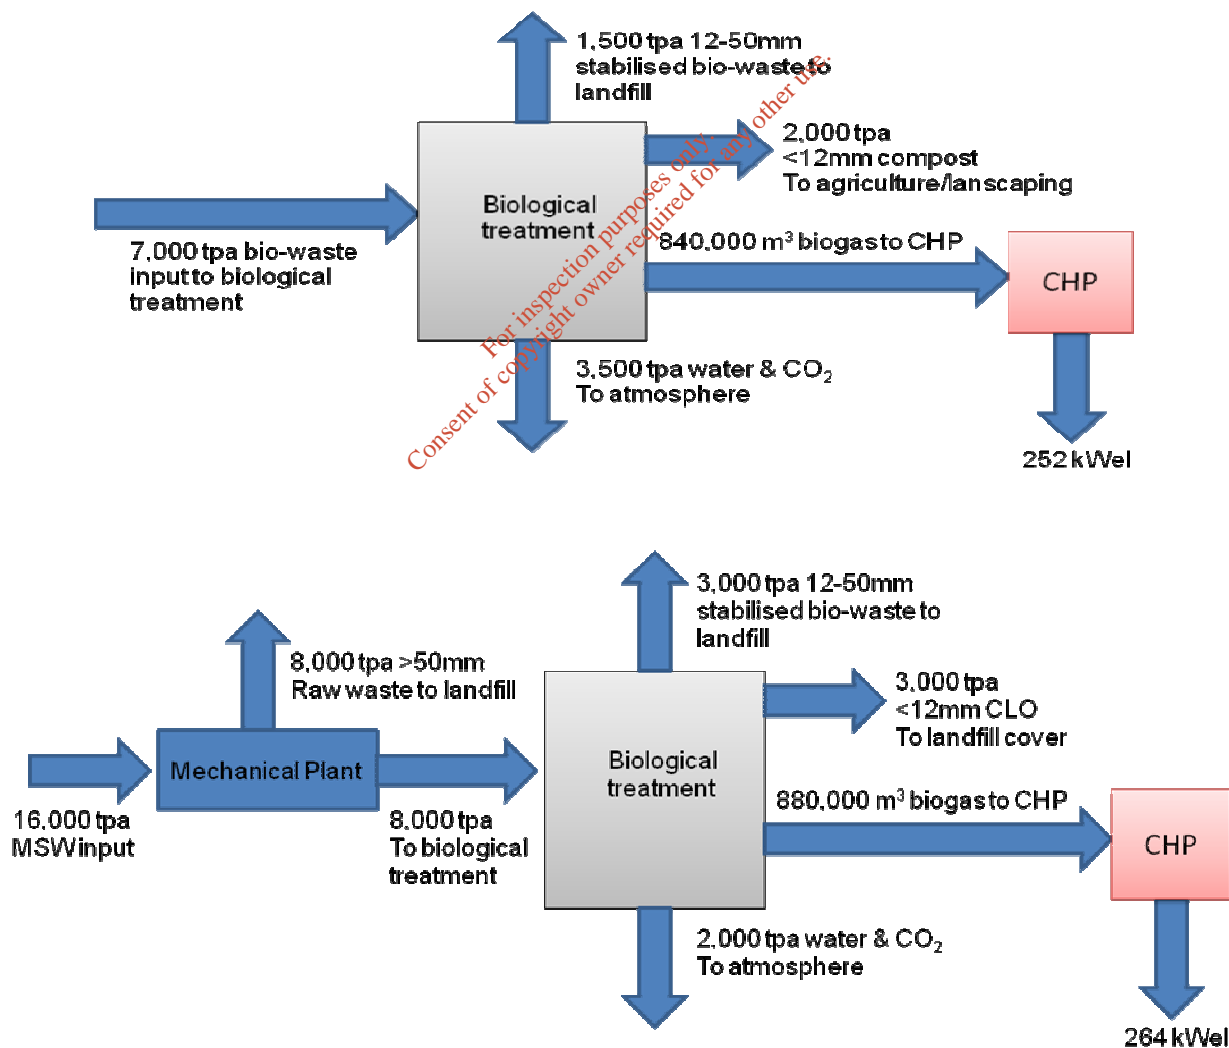 1,500 tpa 12-50mm
stabilised bio-waste to
landfill
2,000 tpa
<12mm compost
To agriculture/lanscaping
Biological
treatment
840,000 m³ biogas to CHP
CHP
7,000 tpa bio-waste
input to biological
treatment
3,500 tpa water & CO₂
To atmosphere
252 kWel
For inspection purposes only.
Consent of copyright owner required for any other use.
3,000 tpa 12-50mm
stabilised bio-waste to
landfill
8,000 tpa >50mm
Raw waste to landfill
3,000 tpa
<12mm CLO
To landfill cover
Mechanical Plant
Biological
treatment
880,000 m³ biogas to CHP
CHP
16,000 tpa
MSW input
8,000 tpa
To biological
treatment
2,000 tpa water & CO₂
To atmosphere
264 kWel